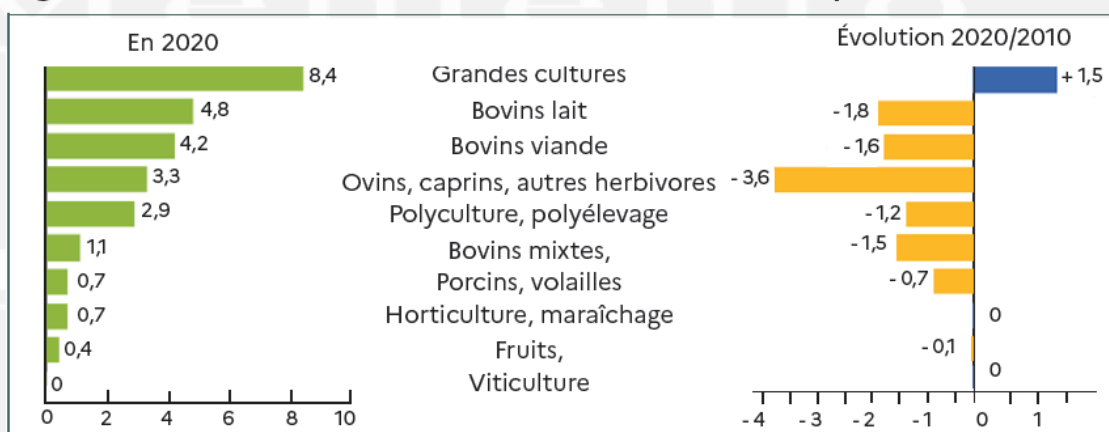 En 2020
Évolution 2020/2010
8,4 Grandes cultures + 1,5
4,8 Bovins lait - 1,8
4,2 Bovins viande - 1,6
3,3 Ovins, caprins, autres herbivores - 3,6
2,9 Polyculture, polyélevage - 1,2
1,1 Bovins mixtes, - 1,5
0,7 Porcins, volailles - 0,7
0,7 Horticulture, maraîchage 0
0,4 Fruits, - 0,1
0 Viticulture 0
0 2 4 6 8 10
- 4 - 3 - 2 - 1 0 1